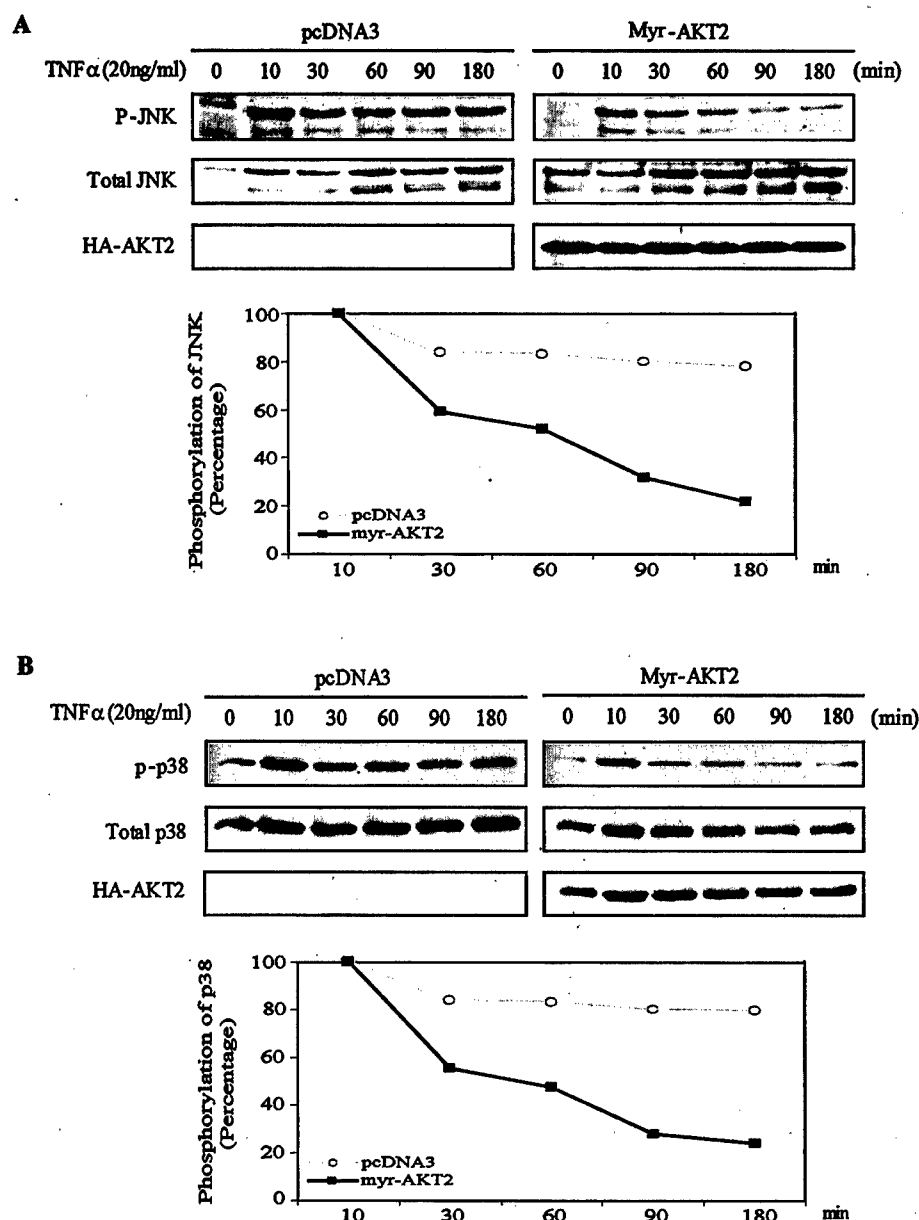 A
pcDNA3 Myr-AKT2
TNFα(20ng/ml) 0 10 30 60 90 180 0 10 30 60 90 180 (min)
P-JNK
Total JNK
HA-AKT2
Phosphorylation of JNK
(Percentage)
100
80
60
40
20
0
pcDNA3
myr-AKT2
10 30 60 90 180 min
B
pcDNA3 Myr-AKT2
TNFα(20ng/ml) 0 10 30 60 90 180 0 10 30 60 90 180 (min)
p-p38
Total p38
HA-AKT2
Phosphorylation of p38
(Percentage)
100
80
60
40
20
0
pcDNA3
myr-AKT2
10 30 60 90 180 min